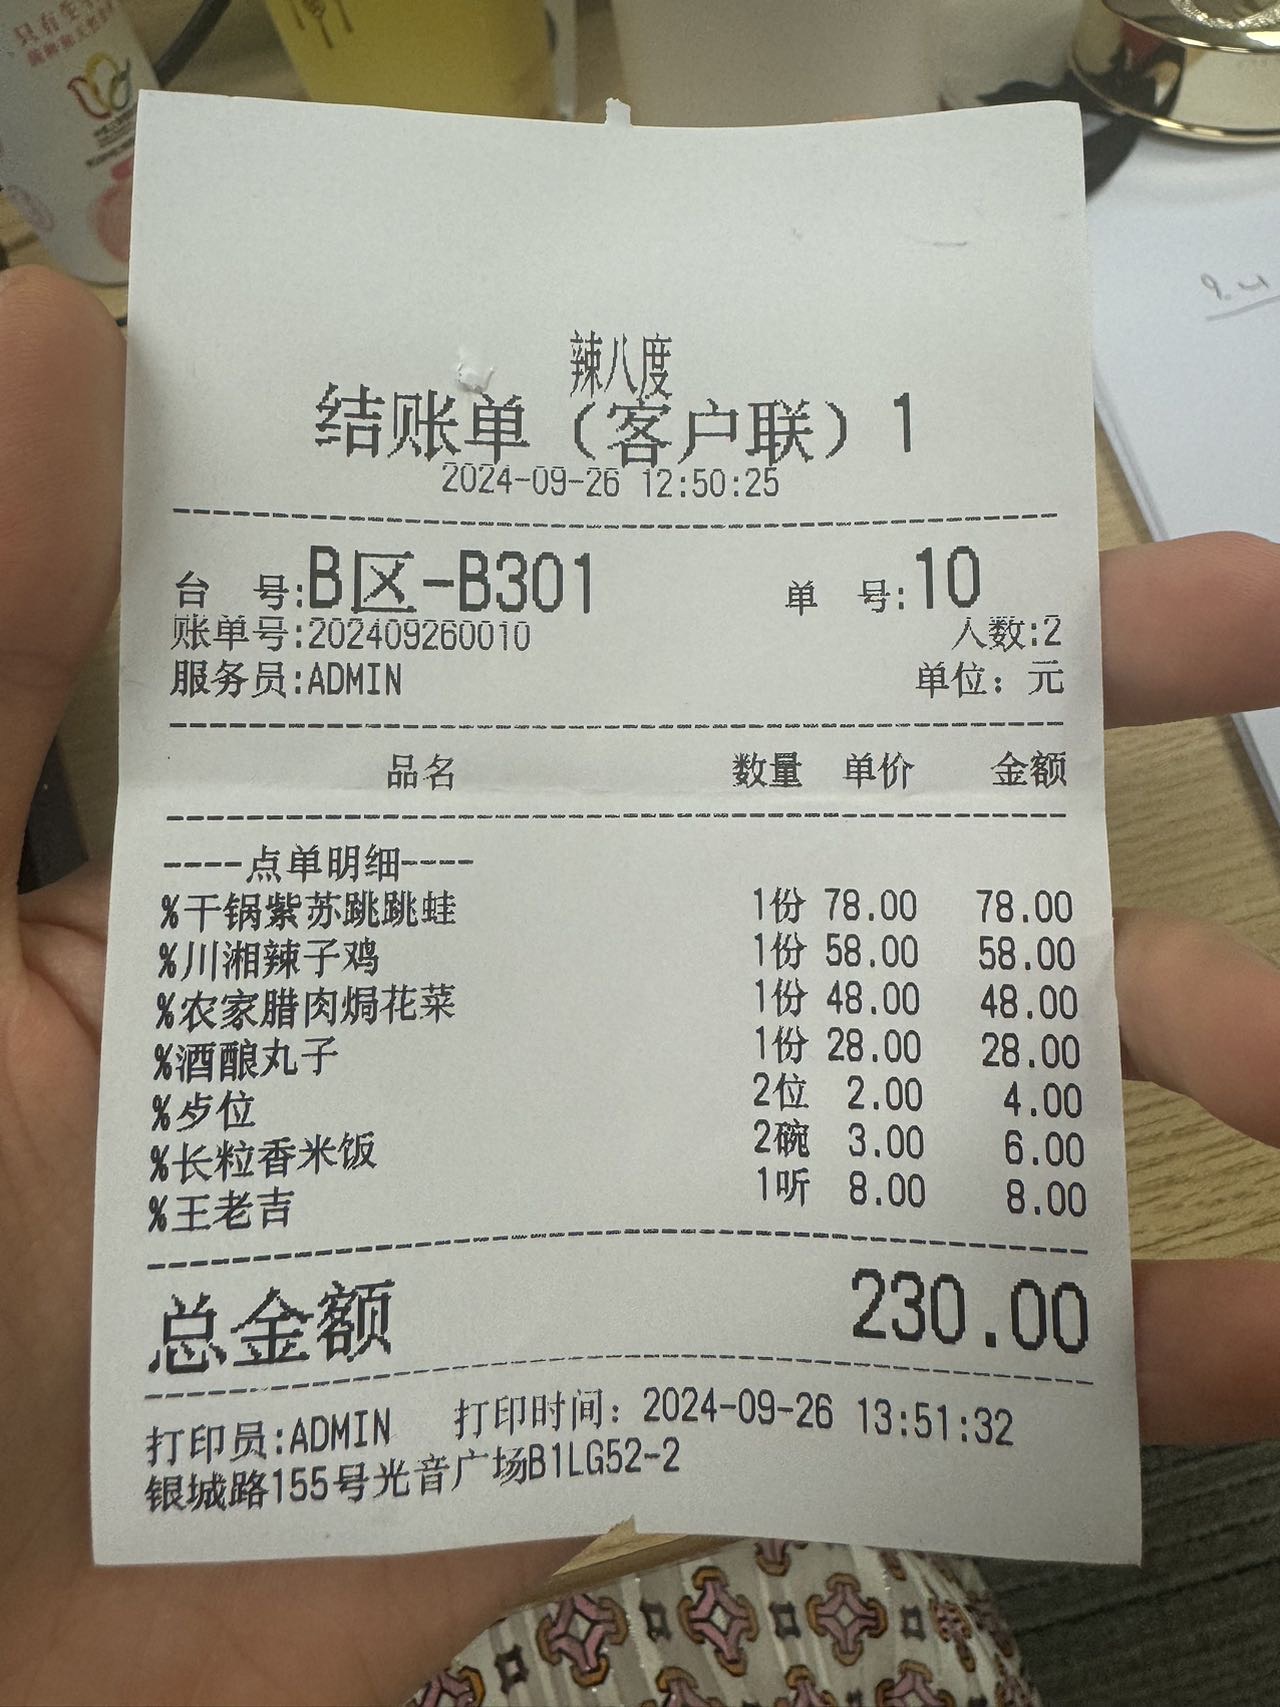 只有生
辣八度
结账单（客户联）1
2024-09-26 12:50:25
台 号:B区-B301 单 号:10
账单号:202409260010 人数:2
服务员:ADMIN 单位：元
品名 数量 单价 金额
----点单明细----
%干锅紫苏跳跳蛙 1份 78.00 78.00
%川湘辣子鸡 1份 58.00 58.00
%农家腊肉焗花菜 1份 48.00 48.00
%酒酿丸子 1份 28.00 28.00
%歺位 2位 2.00 4.00
%长粒香米饭 2碗 3.00 6.00
%王老吉 1听 8.00 8.00
总金额 230.00
打印员:ADMIN 打印时间：2024-09-26 13:51:32
银城路155号光音广场B1LG52-2